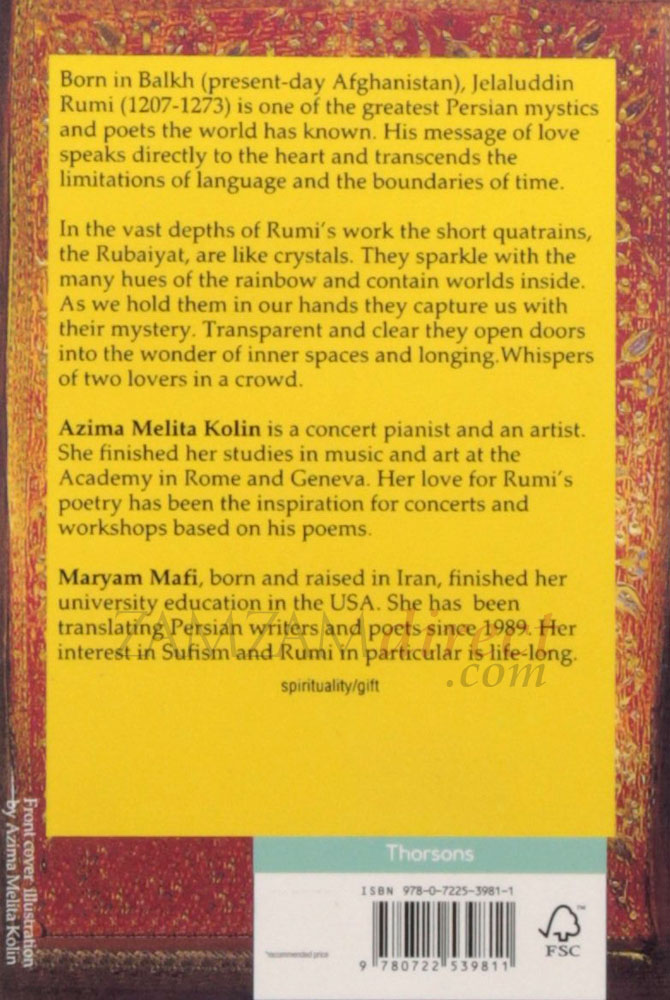 Born in Balkh (present-day Afghanistan), Jelaluddin
Rumi (1207-1273) is one of the greatest Persian mystics
and poets the world has known. His message of love
speaks directly to the heart and transcends the
limitations of language and the boundaries of time.
In the vast depths of Rumi's work the short quatrains,
the Rubaiyat, are like crystals. They sparkle with the
many hues of the rainbow and contain worlds inside.
As we hold them in our hands they capture us with
their mystery. Transparent and clear they open doors
into the wonder of inner spaces and longing.Whispers
of two lovers in a crowd.
Azima Melita Kolin is a concert pianist and an artist.
She finished her studies in music and art at the
Academy in Rome and Geneva. Her love for Rumi's
poetry has been the inspiration for concerts and
workshops based on his poems.
Maryam Mafi, born and raised in Iran, finished her
university education in the USA. She has been
translating Persian writers and poets since 1989. Her
interest in Sufism and Rumi in particular is life-long.
ZAMZAMdirect
.com
spirituality/gift
Front cover illustration
by Azima Melita Kolin
Thorsons
ISBN 978-0-7225-3981-1
*recommended price
9 780722 539811
TM
FSC